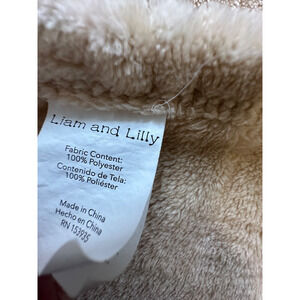 Liam and Lilly
Fabric Content:
100% Polyester
Contenido de Tela:
100% Poliéster
Made in China
Hecho en China
RN 153935